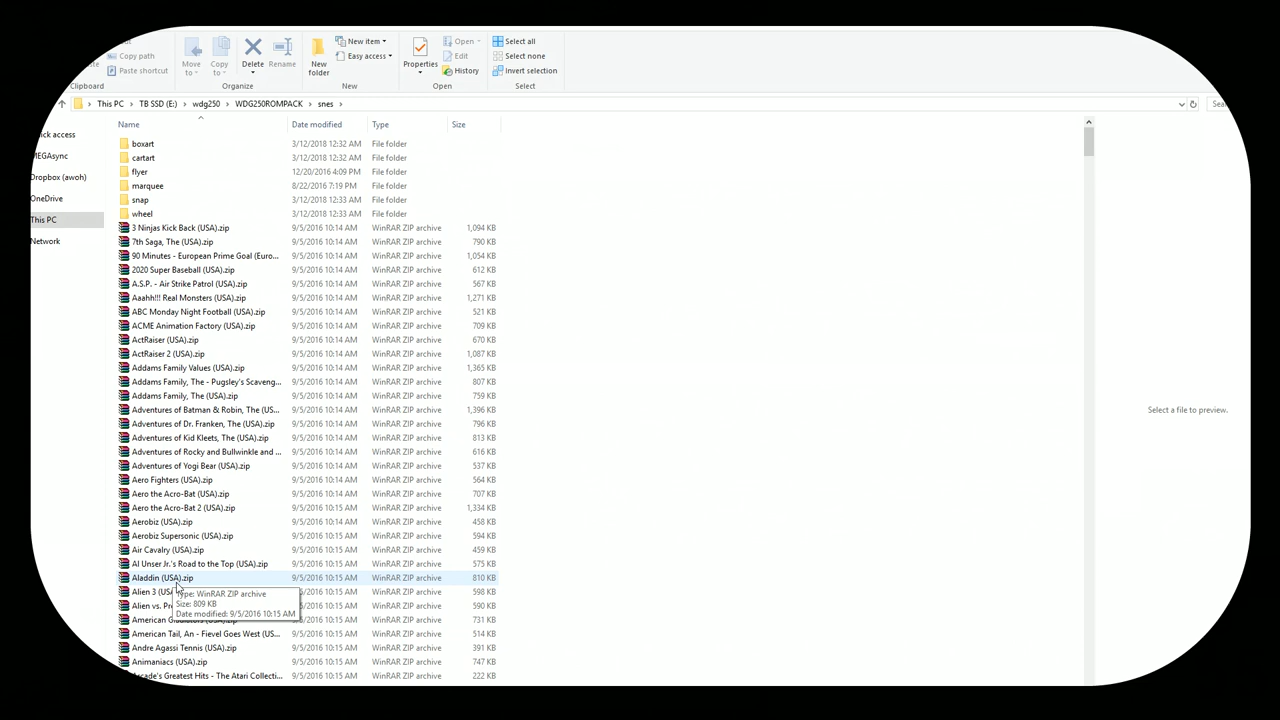 Copy path
Paste shortcut
Clipboard
Move to
Copy to
Delete
Rename
Organize
New folder
New item
Easy access
New
Properties
Open
Edit
History
Open
Select all
Select none
Invert selection
Select
This PC > TB SSD (E:) > wdg250 > WDG250ROMPACK > snes >
ck access
MEGAsync
Dropbox (awoh)
OneDrive
This PC
Network
Name Date modified Type Size
boxart 3/12/2018 12:32 AM File folder
cartart 3/12/2018 12:32 AM File folder
flyer 12/20/2016 4:09 PM File folder
marquee 8/22/2016 7:19 PM File folder
snap 3/12/2018 12:33 AM File folder
wheel 3/12/2018 12:33 AM File folder
3 Ninjas Kick Back (USA).zip 9/5/2016 10:14 AM WinRAR ZIP archive 1,094 KB
7th Saga, The (USA).zip 9/5/2016 10:14 AM WinRAR ZIP archive 790 KB
90 Minutes - European Prime Goal (Euro... 9/5/2016 10:14 AM WinRAR ZIP archive 1,054 KB
2020 Super Baseball (USA).zip 9/5/2016 10:14 AM WinRAR ZIP archive 612 KB
A.S.P. - Air Strike Patrol (USA).zip 9/5/2016 10:14 AM WinRAR ZIP archive 567 KB
Aaahh!!! Real Monsters (USA).zip 9/5/2016 10:14 AM WinRAR ZIP archive 1,271 KB
ABC Monday Night Football (USA).zip 9/5/2016 10:14 AM WinRAR ZIP archive 521 KB
ACME Animation Factory (USA).zip 9/5/2016 10:14 AM WinRAR ZIP archive 709 KB
ActRaiser (USA).zip 9/5/2016 10:14 AM WinRAR ZIP archive 670 KB
ActRaiser 2 (USA).zip 9/5/2016 10:14 AM WinRAR ZIP archive 1,087 KB
Addams Family Values (USA).zip 9/5/2016 10:14 AM WinRAR ZIP archive 1,365 KB
Addams Family, The - Pugsley's Scaveng... 9/5/2016 10:14 AM WinRAR ZIP archive 807 KB
Addams Family, The (USA).zip 9/5/2016 10:14 AM WinRAR ZIP archive 759 KB
Adventures of Batman & Robin, The (US... 9/5/2016 10:14 AM WinRAR ZIP archive 1,396 KB
Adventures of Dr. Franken, The (USA).zip 9/5/2016 10:14 AM WinRAR ZIP archive 796 KB
Adventures of Kid Kleets, The (USA).zip 9/5/2016 10:14 AM WinRAR ZIP archive 813 KB
Adventures of Rocky and Bullwinkle and ... 9/5/2016 10:14 AM WinRAR ZIP archive 616 KB
Adventures of Yogi Bear (USA).zip 9/5/2016 10:14 AM WinRAR ZIP archive 537 KB
Aero Fighters (USA).zip 9/5/2016 10:14 AM WinRAR ZIP archive 564 KB
Aero the Acro-Bat (USA).zip 9/5/2016 10:14 AM WinRAR ZIP archive 707 KB
Aero the Acro-Bat 2 (USA).zip 9/5/2016 10:15 AM WinRAR ZIP archive 1,334 KB
Aerobiz (USA).zip 9/5/2016 10:14 AM WinRAR ZIP archive 458 KB
Aerobiz Supersonic (USA).zip 9/5/2016 10:15 AM WinRAR ZIP archive 594 KB
Air Cavalry (USA).zip 9/5/2016 10:15 AM WinRAR ZIP archive 459 KB
Al Unser Jr.'s Road to the Top (USA).zip 9/5/2016 10:15 AM WinRAR ZIP archive 575 KB
Aladdin (USA).zip 9/5/2016 10:15 AM WinRAR ZIP archive 810 KB
Alien 3 (USA 9/5/2016 10:15 AM WinRAR ZIP archive 598 KB
Type: WinRAR ZIP archive
Size: 809 KB
Date modified: 9/5/2016 10:15 AM
Alien vs. Pr WinRAR ZIP archive 605 KB
American Gladiators (USA).zip 9/5/2016 10:15 AM WinRAR ZIP archive 731 KB
American Tail, An - Fievel Goes West (US... 9/5/2016 10:15 AM WinRAR ZIP archive 514 KB
Andre Agassi Tennis (USA).zip 9/5/2016 10:15 AM WinRAR ZIP archive 391 KB
Animaniacs (USA).zip 9/5/2016 10:15 AM WinRAR ZIP archive 747 KB
rcade's Greatest Hits - The Atari Collecti... 9/5/2016 10:15 AM WinRAR ZIP archive 222 KB
Sea
Select a file to preview.